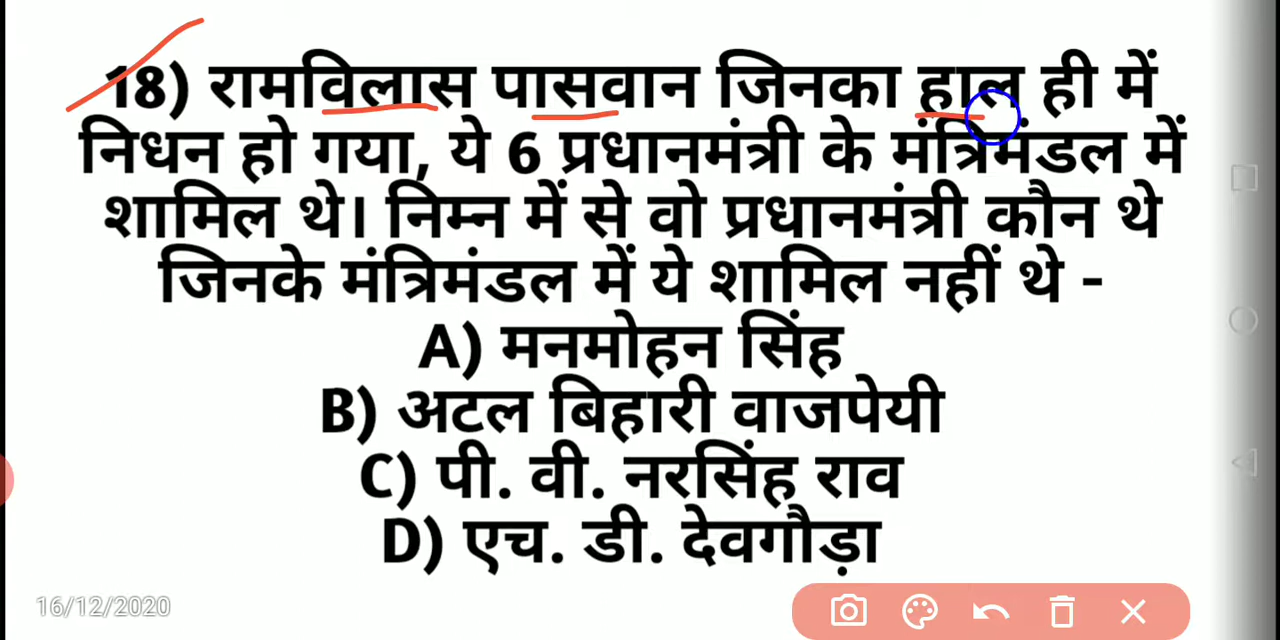 18) रामविलास पासवान जिनका हाल ही में
निधन हो गया, ये 6 प्रधानमंत्री के मंत्रिमंडल में
शामिल थे। निम्न में से वो प्रधानमंत्री कौन थे
जिनके मंत्रिमंडल में ये शामिल नहीं थे -
A) मनमोहन सिंह
B) अटल बिहारी वाजपेयी
C) पी. वी. नरसिंह राव
D) एच. डी. देवगौड़ा
16/12/2020